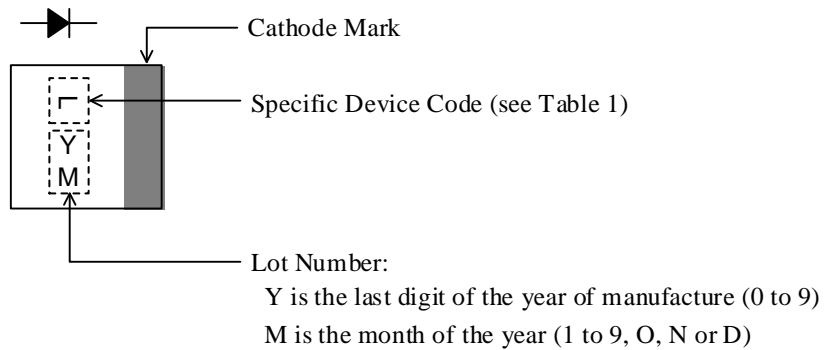 Cathode Mark
L
Specific Device Code (see Table 1)
Y
M
Lot Number:
Y is the last digit of the year of manufacture (0 to 9)
M is the month of the year (1 to 9, O, N or D)